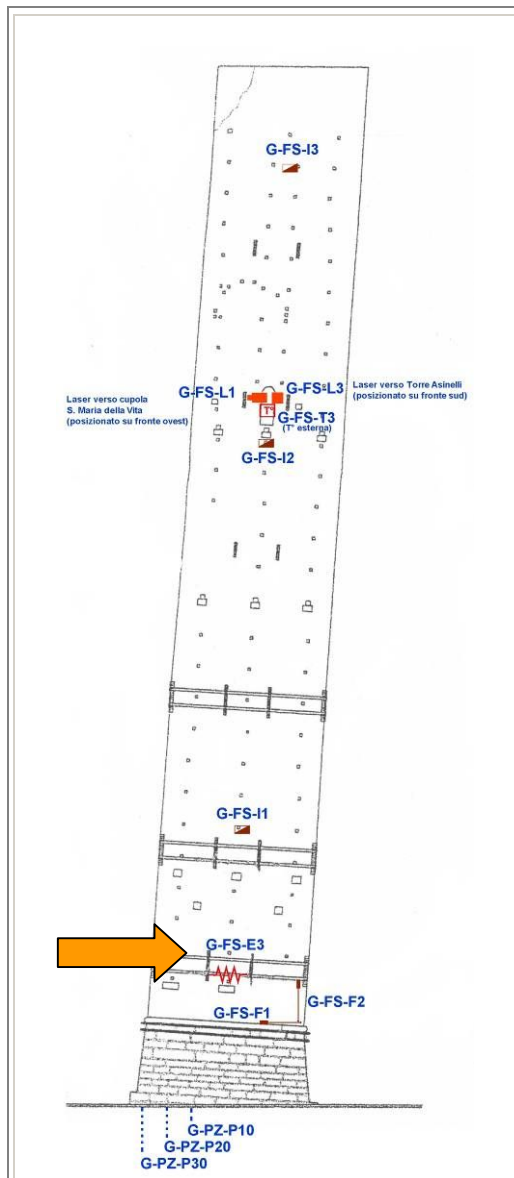 G-FS-I3
G-FS-L1
G-FS-L3
Laser verso cupola
S. Maria della Vita
(posizionato su fronte ovest)
Laser verso Torre Asinelli
(posizionato su fronte sud)
T°
G-FS-T3
(T° esterna)
G-FS-I2
G-FS-I1
G-FS-E3
G-FS-F2
G-FS-F1
G-PZ-P10
G-PZ-P20
G-PZ-P30